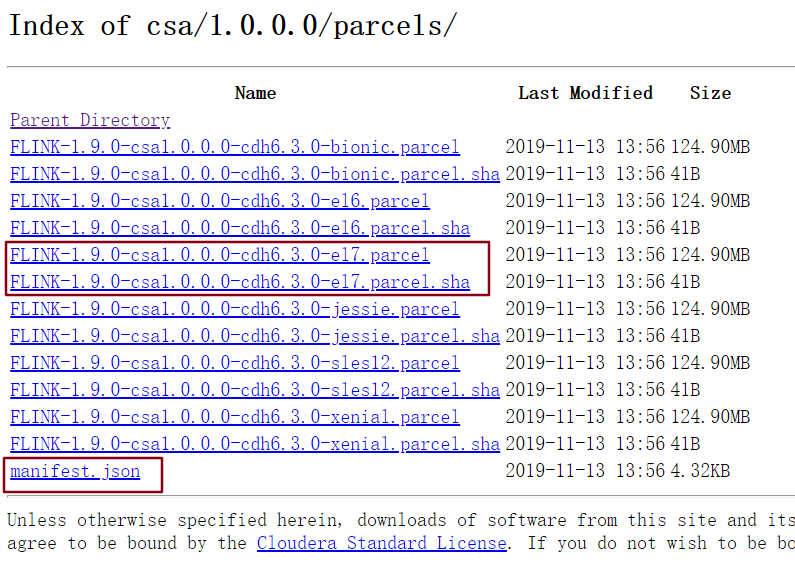 Index of csa/1.0.0.0/parcels/
Name Last Modified Size
Parent Directory
FLINK-1.9.0-csa1.0.0.0-cdh6.3.0-bionic.parcel 2019-11-13 13:56 124.90MB
FLINK-1.9.0-csa1.0.0.0-cdh6.3.0-bionic.parcel.sha 2019-11-13 13:56 41B
FLINK-1.9.0-csa1.0.0.0-cdh6.3.0-el6.parcel 2019-11-13 13:56 124.90MB
FLINK-1.9.0-csa1.0.0.0-cdh6.3.0-el6.parcel.sha 2019-11-13 13:56 41B
FLINK-1.9.0-csa1.0.0.0-cdh6.3.0-el7.parcel 2019-11-13 13:56 124.90MB
FLINK-1.9.0-csa1.0.0.0-cdh6.3.0-el7.parcel.sha 2019-11-13 13:56 41B
FLINK-1.9.0-csa1.0.0.0-cdh6.3.0-jessie.parcel 2019-11-13 13:56 124.90MB
FLINK-1.9.0-csa1.0.0.0-cdh6.3.0-jessie.parcel.sha 2019-11-13 13:56 41B
FLINK-1.9.0-csa1.0.0.0-cdh6.3.0-sles12.parcel 2019-11-13 13:56 124.90MB
FLINK-1.9.0-csa1.0.0.0-cdh6.3.0-sles12.parcel.sha 2019-11-13 13:56 41B
FLINK-1.9.0-csa1.0.0.0-cdh6.3.0-xenial.parcel 2019-11-13 13:56 124.90MB
FLINK-1.9.0-csa1.0.0.0-cdh6.3.0-xenial.parcel.sha 2019-11-13 13:56 41B
manifest.json 2019-11-13 13:56 4.32KB
Unless otherwise specified herein, downloads of software from this site and its
agree to be bound by the Cloudera Standard License. If you do not wish to be bo